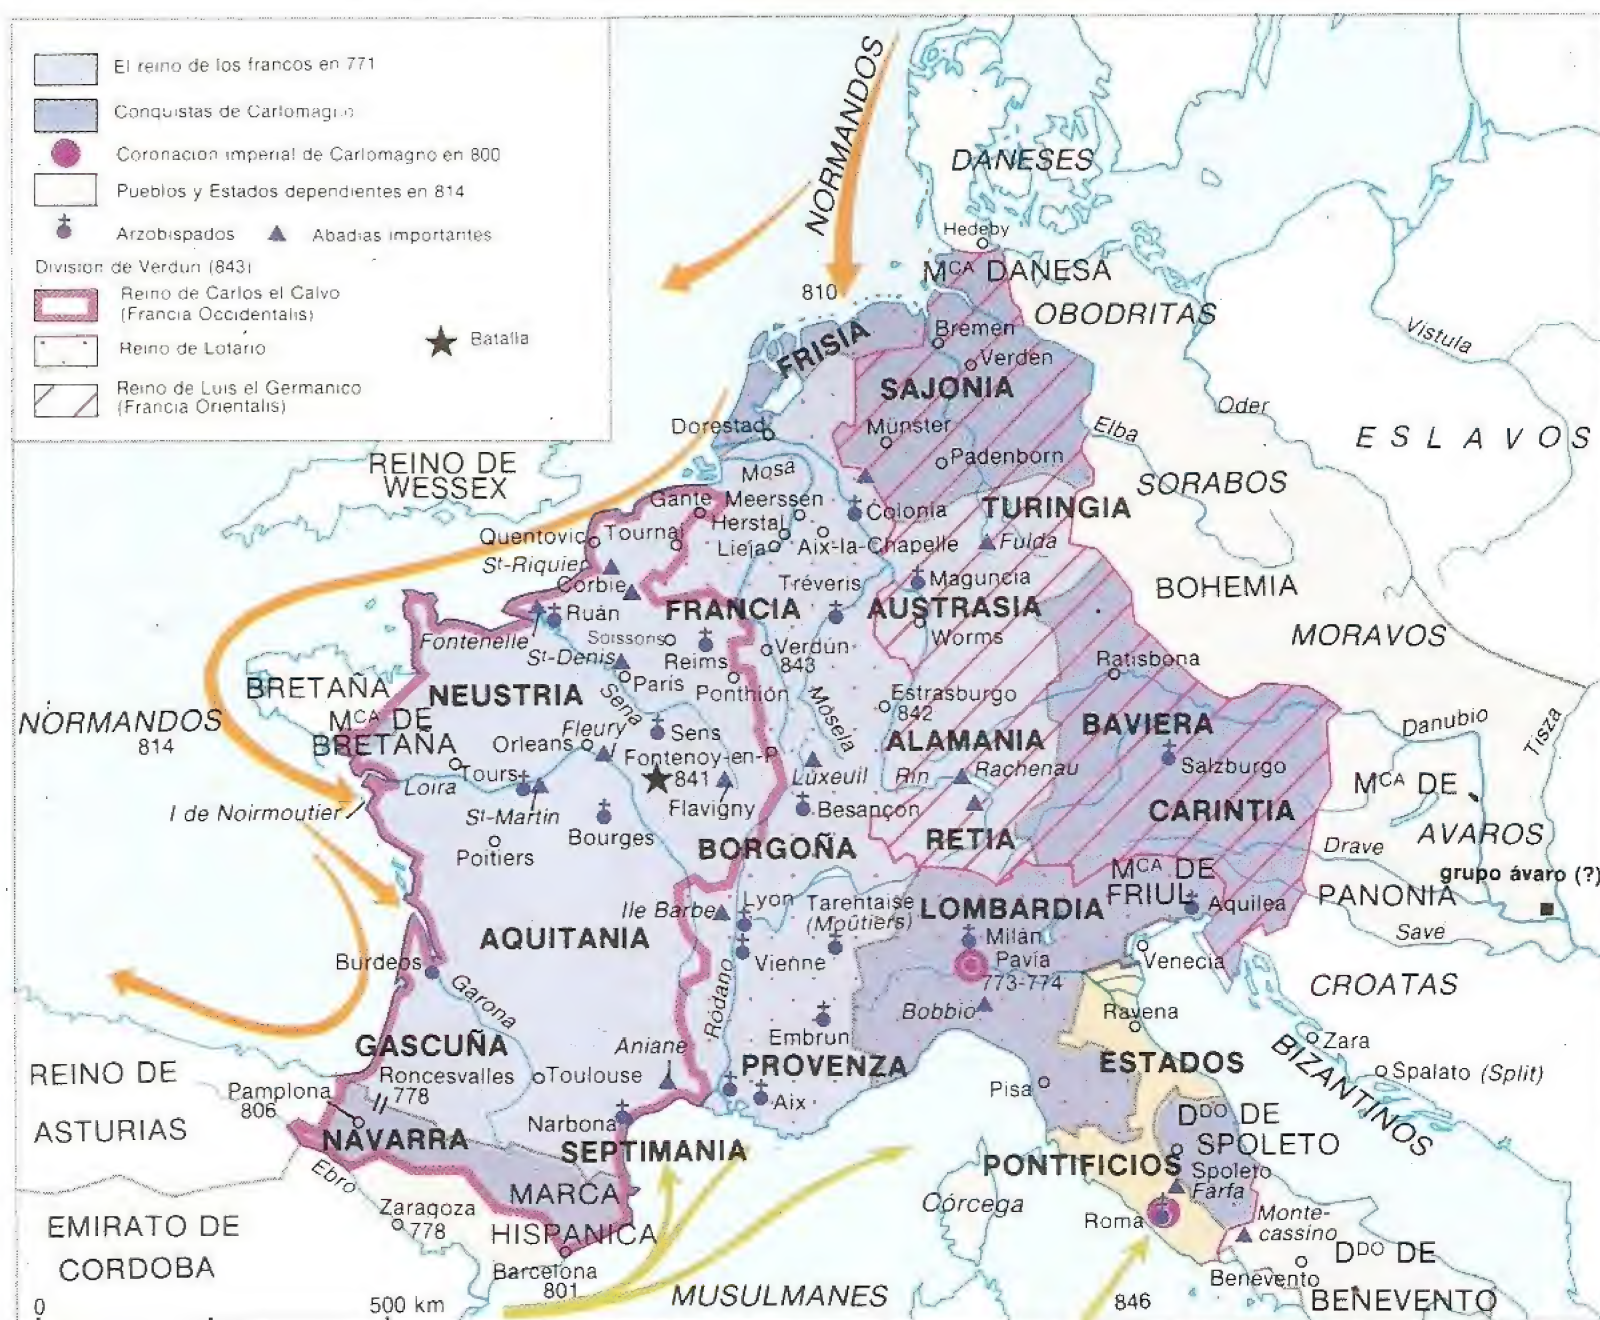 El reino de los francos en 771
Conquistas de Carlomagno
Coronacion imperial de Carlomagno en 800
Pueblos y Estados dependientes en 814
Arzobispados
Abadias importantes
Division de Verdun (843)
Reino de Carlos el Calvo
(Francia Occidentalis)
Reino de Lotario
Batalla
Reino de Luis el Germanico
(Francia Orientalis)
NORMANDOS
DANESES
Hedeby
MCA DANESA
810
OBODRITAS
Bremen
FRISIA
Verden
Vistula
SAJONIA
Oder
Dorestad
Münster
Elba
ESLAVOS
REINO DE
WESSEX
Mosa
Padenborn
SORABOS
Gante
Meerssen
Colonia
TURINGIA
Quentovic
Tournai
Herstal
Lieja
Aix-la-Chapelle
Fulda
St-Riquier
Corbie
Tréveris
Maguncia
BOHEMIA
Ruán
FRANCIA
AUSTRASIA
Fontenelle
Soissons
Worms
MORAVOS
St-Denis
Reims
Verdún
843
Ratisbona
BRETAÑA
NEUSTRIA
París
Ponthión
Estrasburgo
842
NORMANDOS
814
MCA DE
BRETAÑA
Sena
Mosela
BAVIERA
Danubio
Tisza
Fleury
Orleans
Sens
ALAMANIA
Fontenoy-en-P
841
Tours
Loira
Luxeuil
Rin
Rachenau
Salzburgo
MCA DE
AVAROS
I de Noirmoutier
St-Martin
Flavigny
Besançon
CARINTIA
Bourges
Poitiers
BORGOÑA
RETIA
Drave
MCA DE
FRIUL
grupo ávaro (?)
PANONIA
Ile Barbe
Lyon
Tarentaise
(Moûtiers)
LOMBARDIA
Aquilea
AQUITANIA
Milán
Save
Burdeos
Vienne
Pavía
773-774
Venecia
Garona
Ródano
CROATAS
Bobbio
Ravena
Embrun
GASCUÑA
Aniane
Zara
BIZANTINOS
REINO DE
ASTURIAS
PROVENZA
ESTADOS
Roncesvalles
778
Toulouse
Pisa
Spalato (Split)
Pamplona
806
Aix
DDO DE
SPOLETO
Narbona
NAVARRA
SEPTIMANIA
PONTIFICIOS
Spoleto
Ebro
MARCA
HISPANICA
Córcega
Farfa
Zaragoza
778
Roma
Monte-
cassino
EMIRATO DE
CORDOBA
DDO DE
BENEVENTO
Barcelona
801
Benevento
MUSULMANES
846
0
500 km